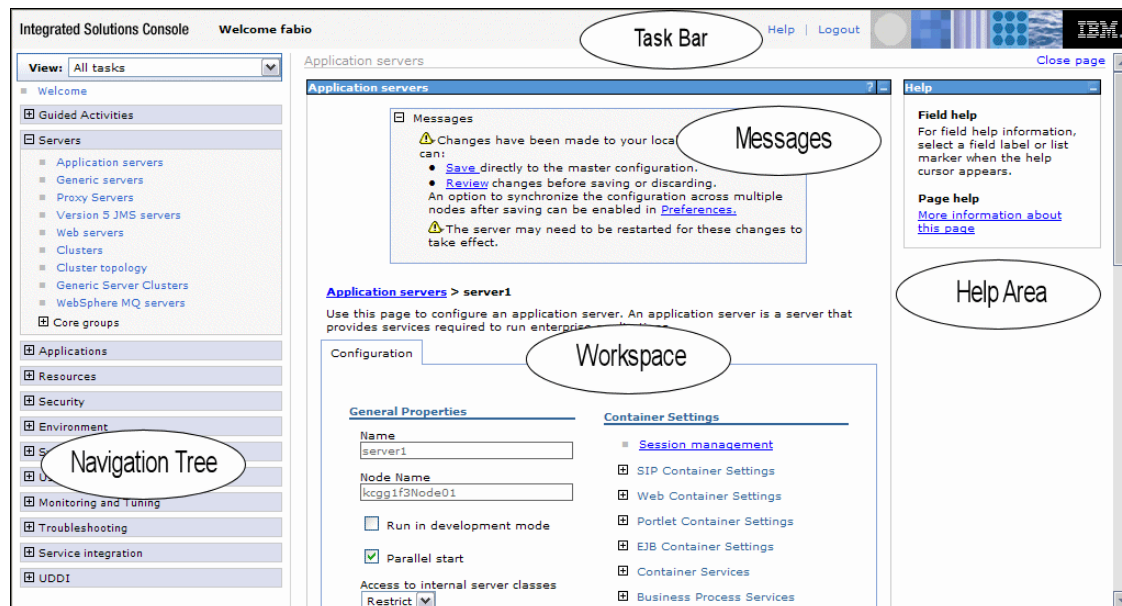 Integrated Solutions Console Welcome fabio
Task Bar
Help | Logout
IBM.
View: All tasks
Welcome
Guided Activities
Servers
Application servers
Generic servers
Proxy Servers
Version 5 JMS servers
Web servers
Clusters
Cluster topology
Generic Server Clusters
WebSphere MQ servers
Core groups
Applications
Resources
Security
Environment
Navigation Tree
Monitoring and Tuning
Troubleshooting
Service integration
UDDI
Application servers
Close page
Application servers ? -
Messages
Changes have been made to your local
can:
Save directly to the master configuration.
Review changes before saving or discarding.
An option to synchronize the configuration across multiple
nodes after saving can be enabled in Preferences.
The server may need to be restarted for these changes to
take effect.
Messages
Application servers > server1
Use this page to configure an application server. An application server is a server that
provides services required to run enterprise
Workspace
Configuration
General Properties
Name
server1
Node Name
kcgg1f3Node01
Run in development mode
Parallel start
Access to internal server classes
Restrict
Container Settings
Session management
SIP Container Settings
Web Container Settings
Portlet Container Settings
EJB Container Settings
Container Services
Business Process Services
Help -
Field help
For field help information,
select a field label or list
marker when the help
cursor appears.
Page help
More information about
this page
Help Area